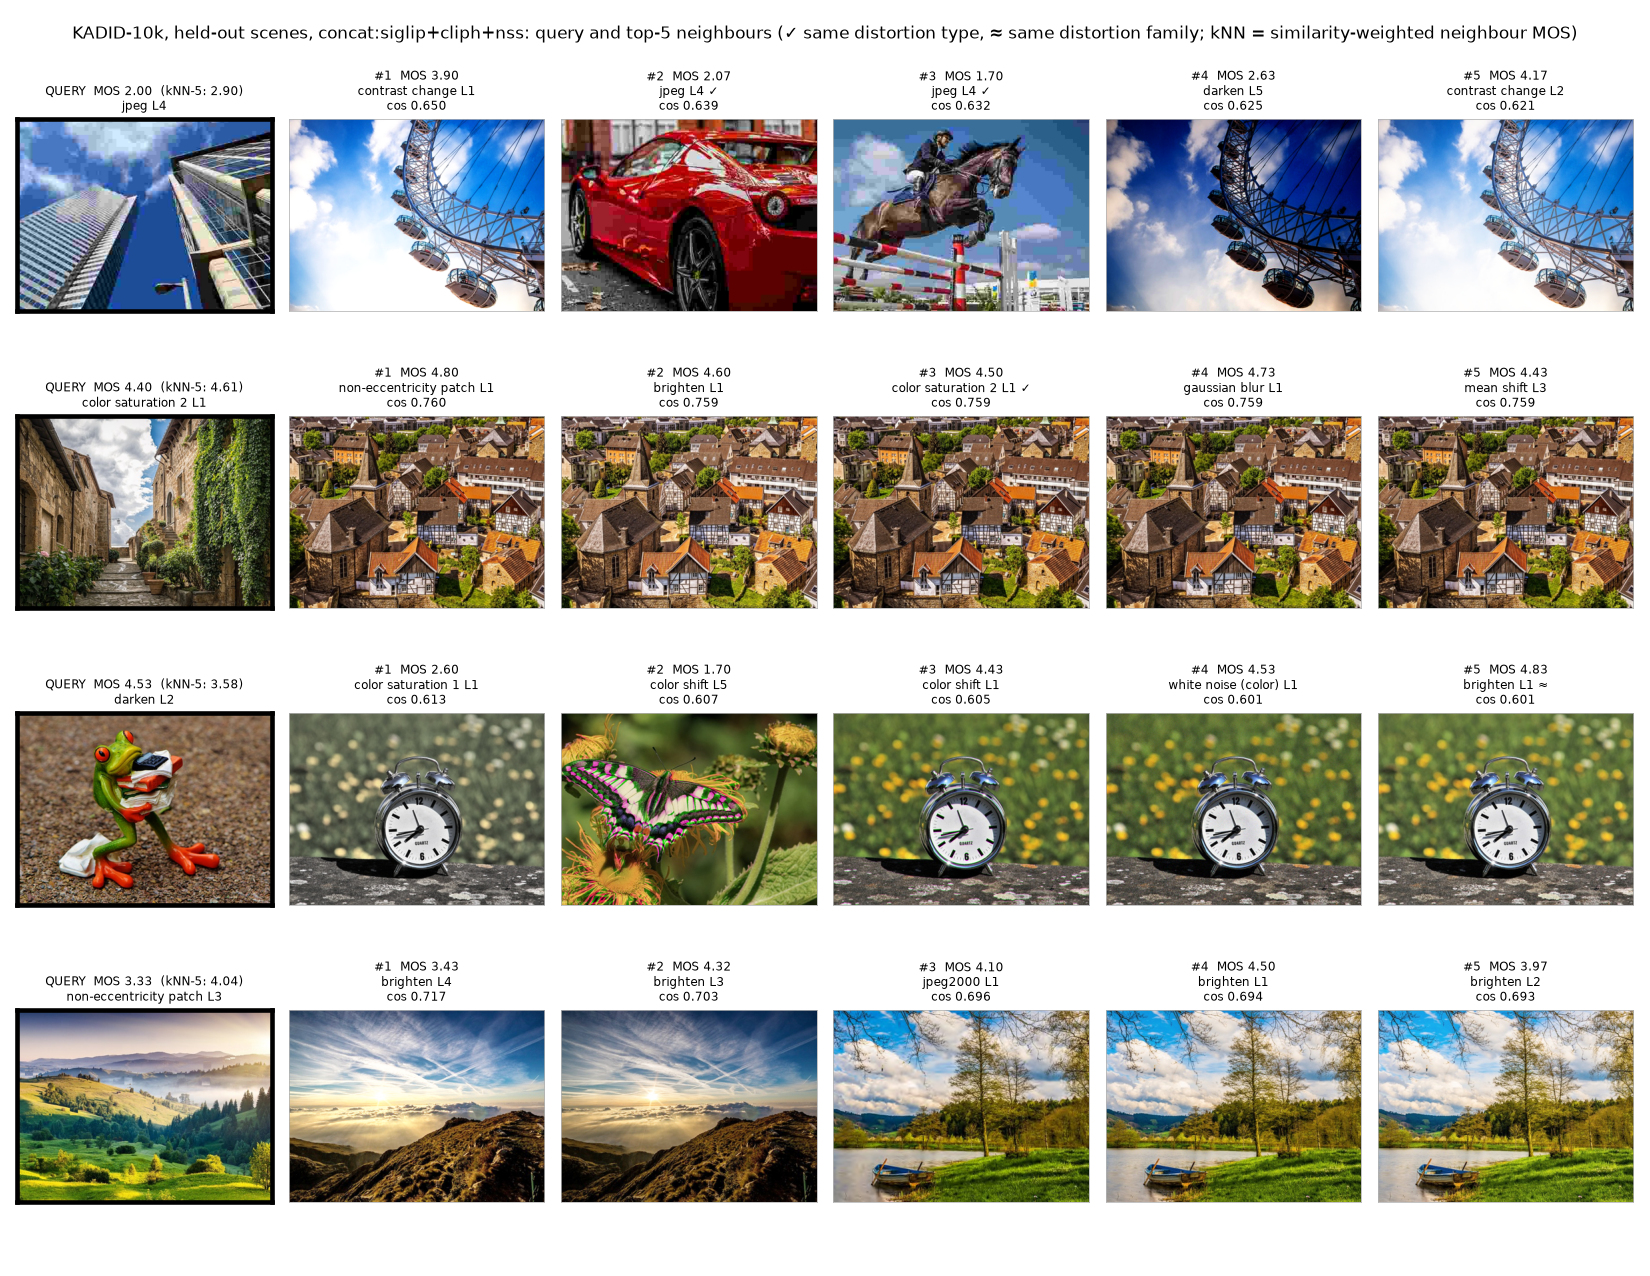 KADID-10k, held-out scenes, concat:siglip+cliph+nss: query and top-5 neighbours (✓ same distortion type, ≈ same distortion family; kNN = similarity-weighted neighbour MOS)
QUERY  MOS 2.00  (kNN-5: 2.90)
jpeg L4
#1  MOS 3.90
contrast change L1
cos 0.650
#2  MOS 2.07
jpeg L4 ✓
cos 0.639
#3  MOS 1.70
jpeg L4 ✓
cos 0.632
#4  MOS 2.63
darken L5
cos 0.625
#5  MOS 4.17
contrast change L2
cos 0.621
QUERY  MOS 4.40  (kNN-5: 4.61)
color saturation 2 L1
#1  MOS 4.80
non-eccentricity patch L1
cos 0.760
#2  MOS 4.60
brighten L1
cos 0.759
#3  MOS 4.50
color saturation 2 L1 ✓
cos 0.759
#4  MOS 4.73
gaussian blur L1
cos 0.759
#5  MOS 4.43
mean shift L3
cos 0.759
QUERY  MOS 4.53  (kNN-5: 3.58)
darken L2
#1  MOS 2.60
color saturation 1 L1
cos 0.613
#2  MOS 1.70
color shift L5
cos 0.607
#3  MOS 4.43
color shift L1
cos 0.605
#4  MOS 4.53
white noise (color) L1
cos 0.601
#5  MOS 4.83
brighten L1 ≈
cos 0.601
12
6
QUARTZ
12
6
QUARTZ
12
6
QUARTZ
12
6
QUARTZ
QUERY  MOS 3.33  (kNN-5: 4.04)
non-eccentricity patch L3
#1  MOS 3.43
brighten L4
cos 0.717
#2  MOS 4.32
brighten L3
cos 0.703
#3  MOS 4.10
jpeg2000 L1
cos 0.696
#4  MOS 4.50
brighten L1
cos 0.694
#5  MOS 3.97
brighten L2
cos 0.693